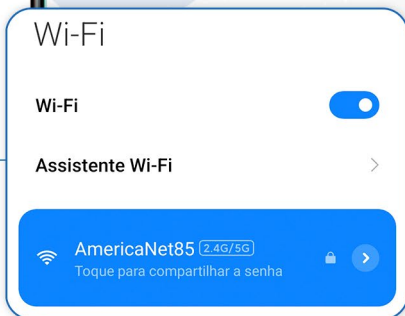 Wi-Fi
Wi-Fi
Assistente Wi-Fi
AmericaNet85 2.4G/5G
Toque para compartilhar a senha